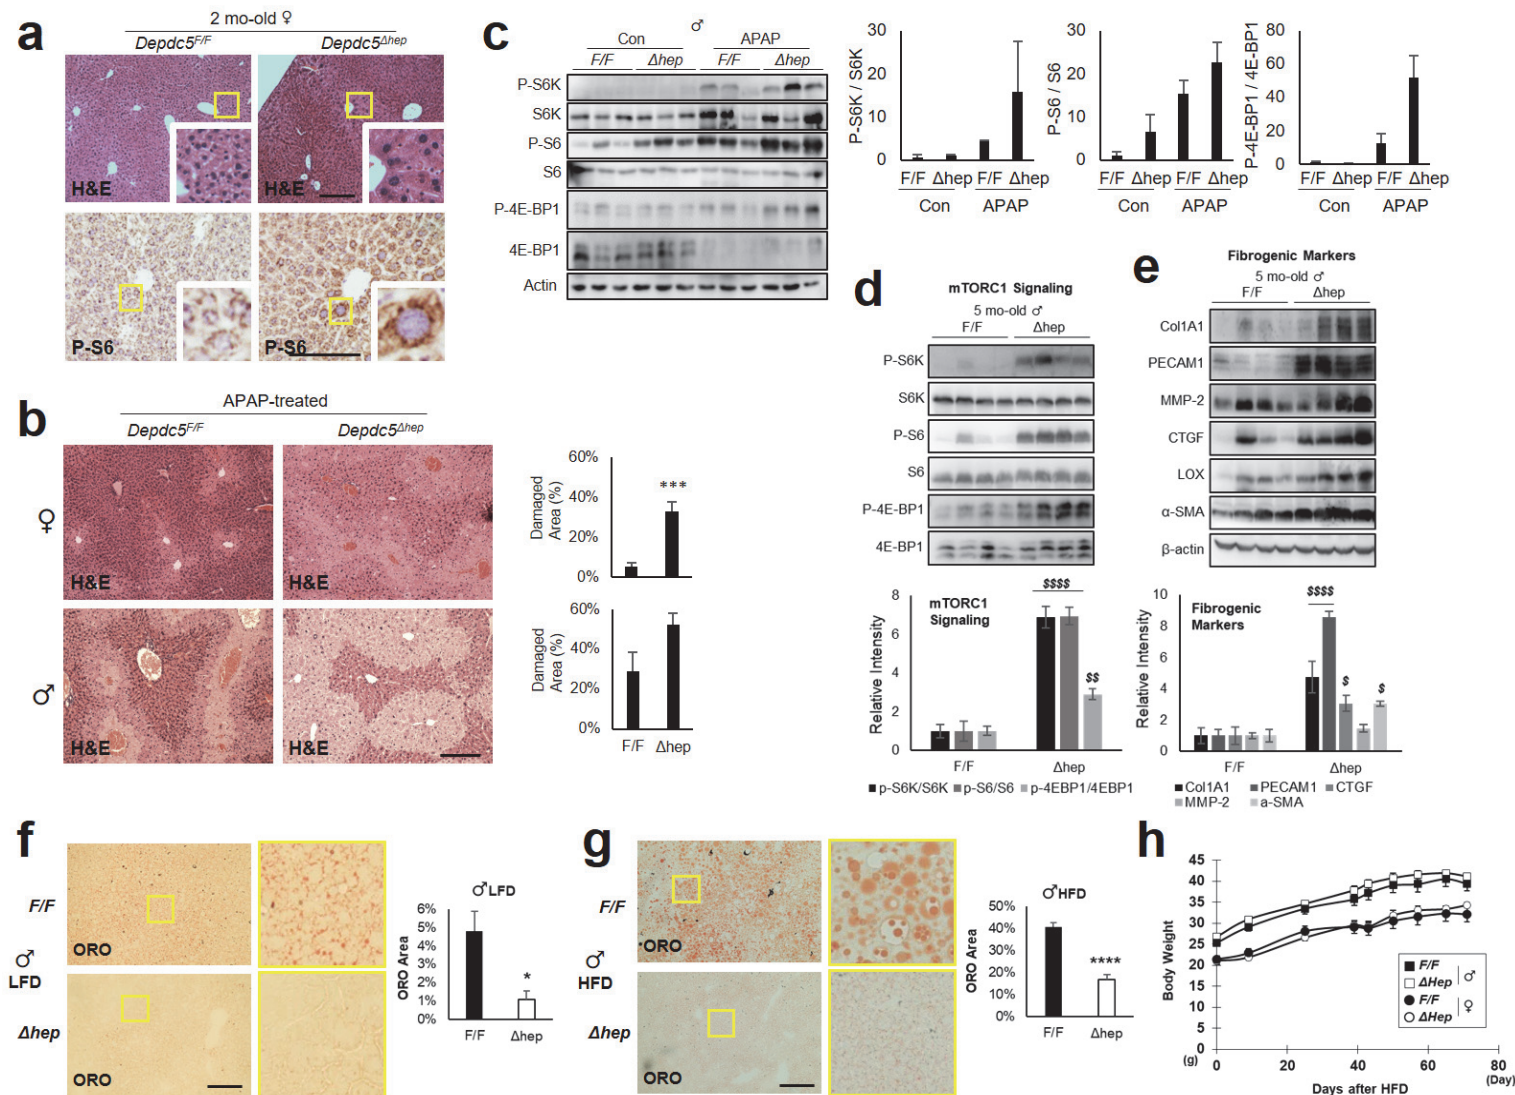 a
2 mo-old ♀
Depdc5F/F
Depdc5Δhep
H&E
H&E
P-S6
P-S6
b
APAP-treated
Depdc5F/F
Depdc5Δhep
♀
H&E
H&E
♂
H&E
H&E
60%
40%
20%
0%
Damaged
Area (%)
***
60%
40%
20%
0%
Damaged
Area (%)
F/F
Δhep
c
♂
Con
APAP
F/F
Δhep
F/F
Δhep
P-S6K
S6K
P-S6
S6
P-4E-BP1
4E-BP1
Actin
P-S6K / S6K
30
20
10
0
F/F Δhep
F/F Δhep
Con
APAP
P-S6 / S6
30
20
10
0
F/F Δhep
F/F Δhep
Con
APAP
P-4E-BP1 / 4E-BP1
80
60
40
20
0
F/F Δhep
F/F Δhep
Con
APAP
d
mTORC1 Signaling
5 mo-old ♂
F/F
Δhep
P-S6K
S6K
P-S6
S6
P-4E-BP1
4E-BP1
Relative Intensity
8
6
4
2
0
mTORC1
Signaling
$$$$
$$
F/F
Δhep
p-S6K/S6K
p-S6/S6
p-4EBP1/4EBP1
e
Fibrogenic Markers
5 mo-old ♂
F/F
Δhep
Col1A1
PECAM1
MMP-2
CTGF
LOX
α-SMA
β-actin
Relative Intensity
10
8
6
4
2
0
Fibrogenic
Markers
$$$$
$
$
F/F
Δhep
Col1A1
PECAM1
CTGF
MMP-2
a-SMA
f
F/F
ORO
♂
LFD
Δhep
ORO
♂LFD
ORO Area
6%
5%
4%
3%
2%
1%
0%
*
F/F
Δhep
g
F/F
ORO
♂
HFD
Δhep
ORO
♂HFD
ORO Area
50%
40%
30%
20%
10%
0%
****
F/F
Δhep
h
Body Weight
45
40
35
30
25
20
15
10
5
0
(g)
0
20
40
60
80
(Day)
Days after HFD
F/F
ΔHep
♂
F/F
ΔHep
♀